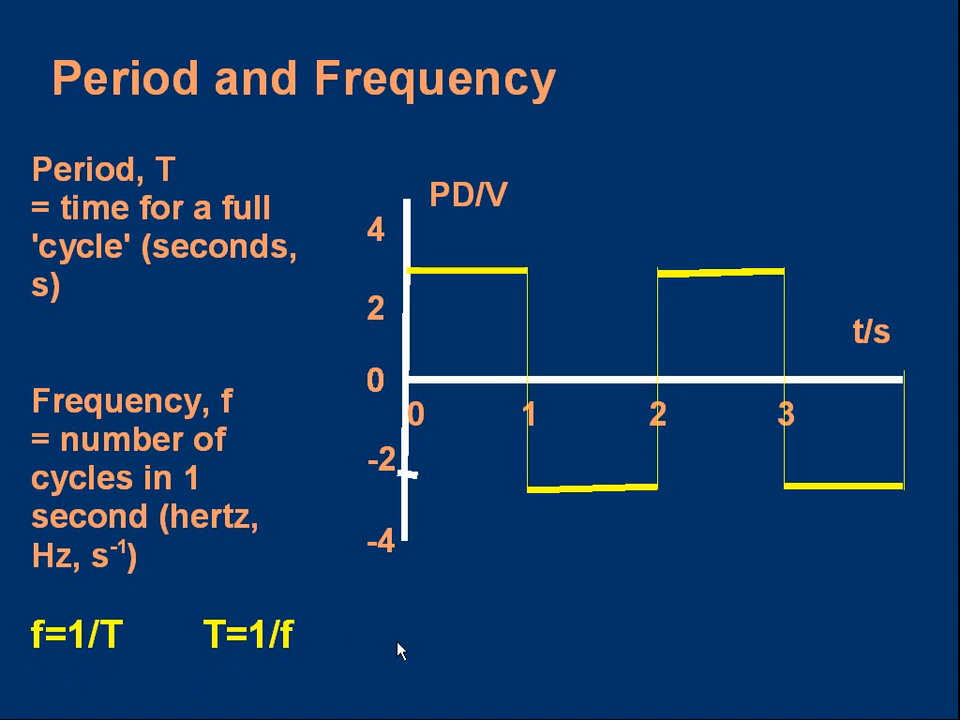 Period and Frequency
Period, T
= time for a full
'cycle' (seconds,
s)
Frequency, f
= number of
cycles in 1
second (hertz,
Hz, s⁻¹)
f=1/T T=1/f
PD/V
4
2
0
-2
-4
0 1 2 3
t/s